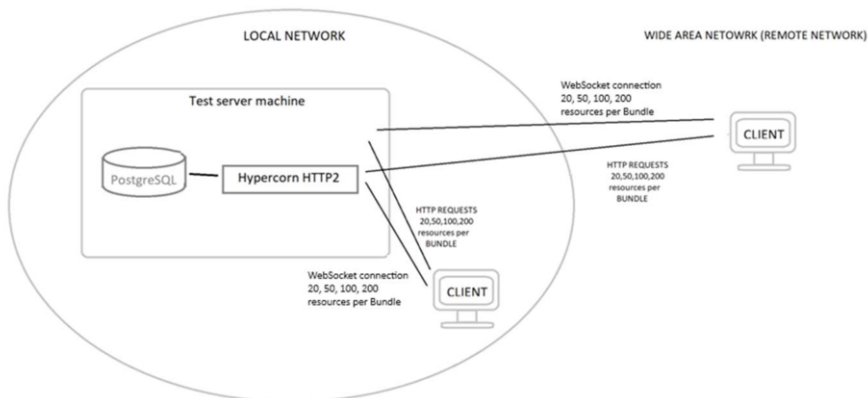 LOCAL NETWORK
WIDE AREA NETOWRK (REMOTE NETWORK)
Test server machine
WebSocket connection
20, 50, 100, 200
resources per Bundle
CLIENT
PostgreSQL
Hypercorn HTTP2
HTTP REQUESTS
20,50,100,200
resources per
BUNDLE
HTTP REQUESTS
20,50,100,200
resources per
BUNDLE
WebSocket connection
20, 50, 100, 200
resources per Bundle
CLIENT